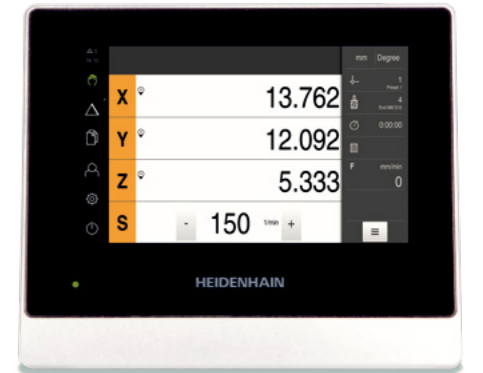 mm Degree
1
Preset 1
X 13.762
4
Y 12.092
0:00:00
Z 5.333
F mm/min
0
S - 150 1/min +
HEIDENHAIN